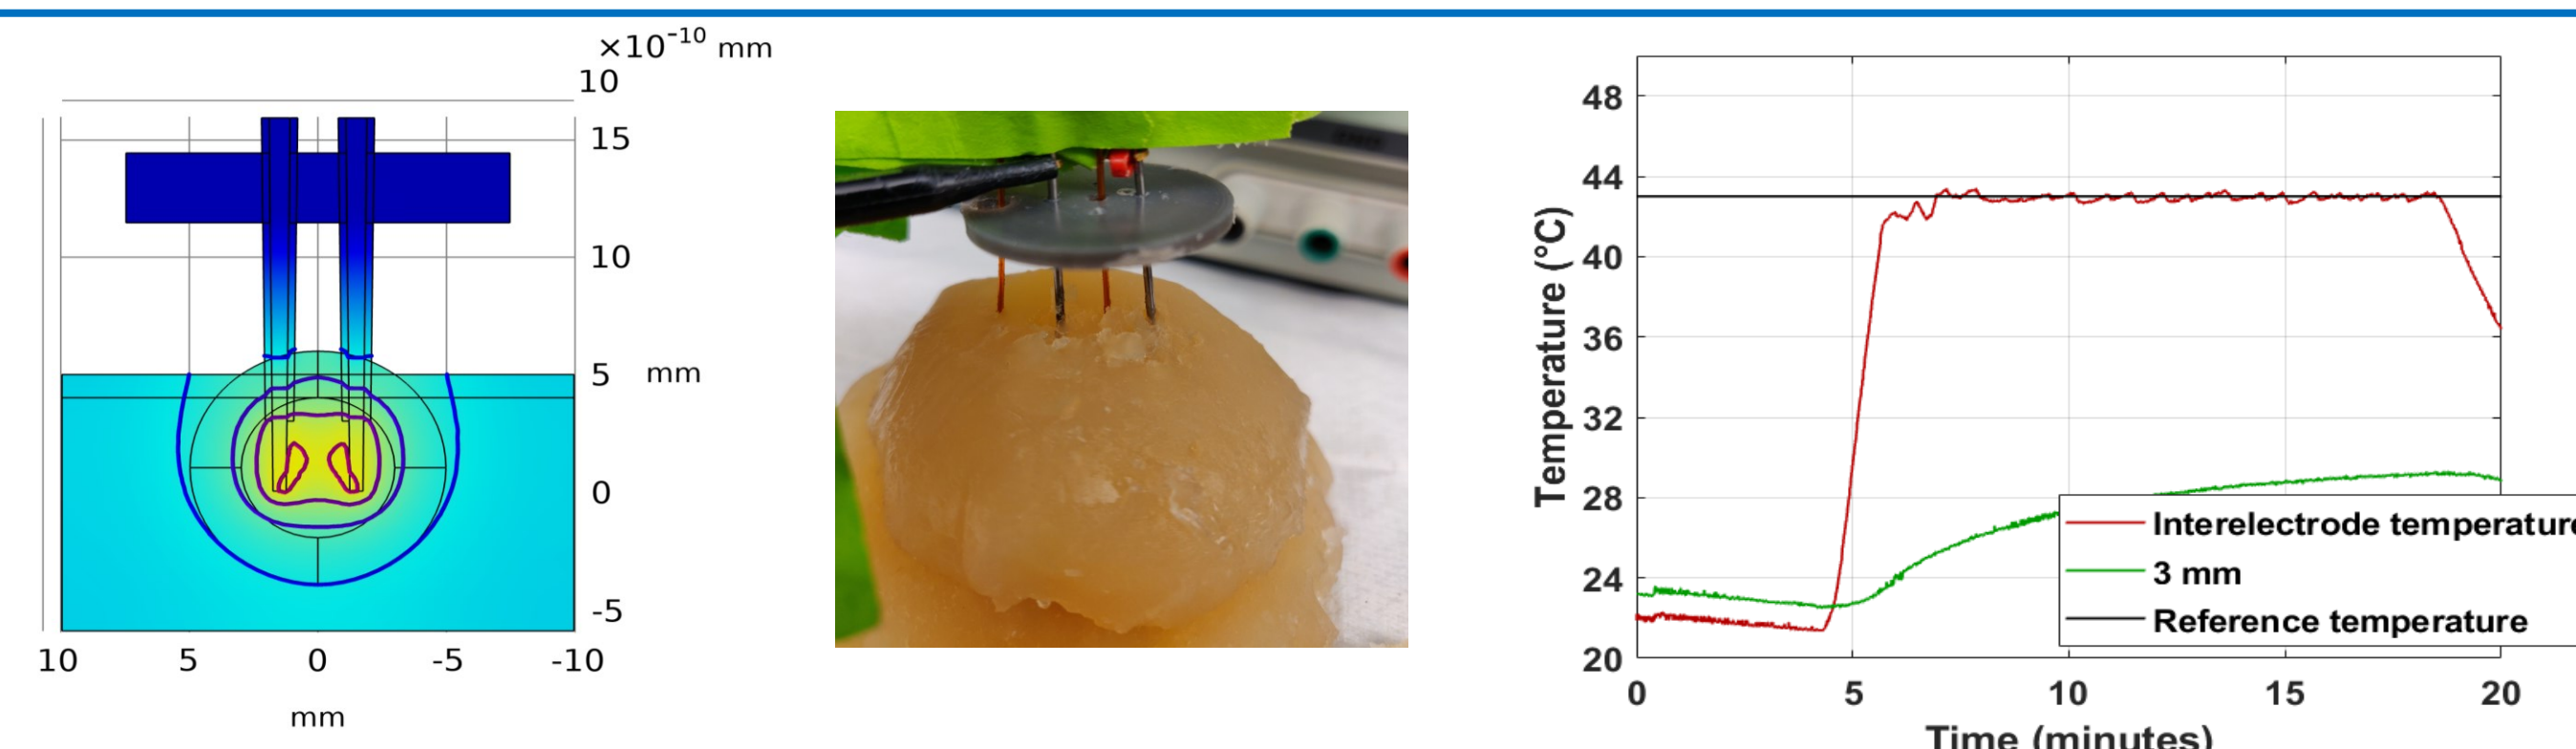 ×10⁻¹⁰ mm
10
15
10
5 mm
0
-5
10 5 0 -5 -10
mm
48
44
40
36
32
28
24
20
Temperature (°C)
Interelectrode temperature
3 mm
Reference temperature
0 5 10 15 20
Time (minutes)